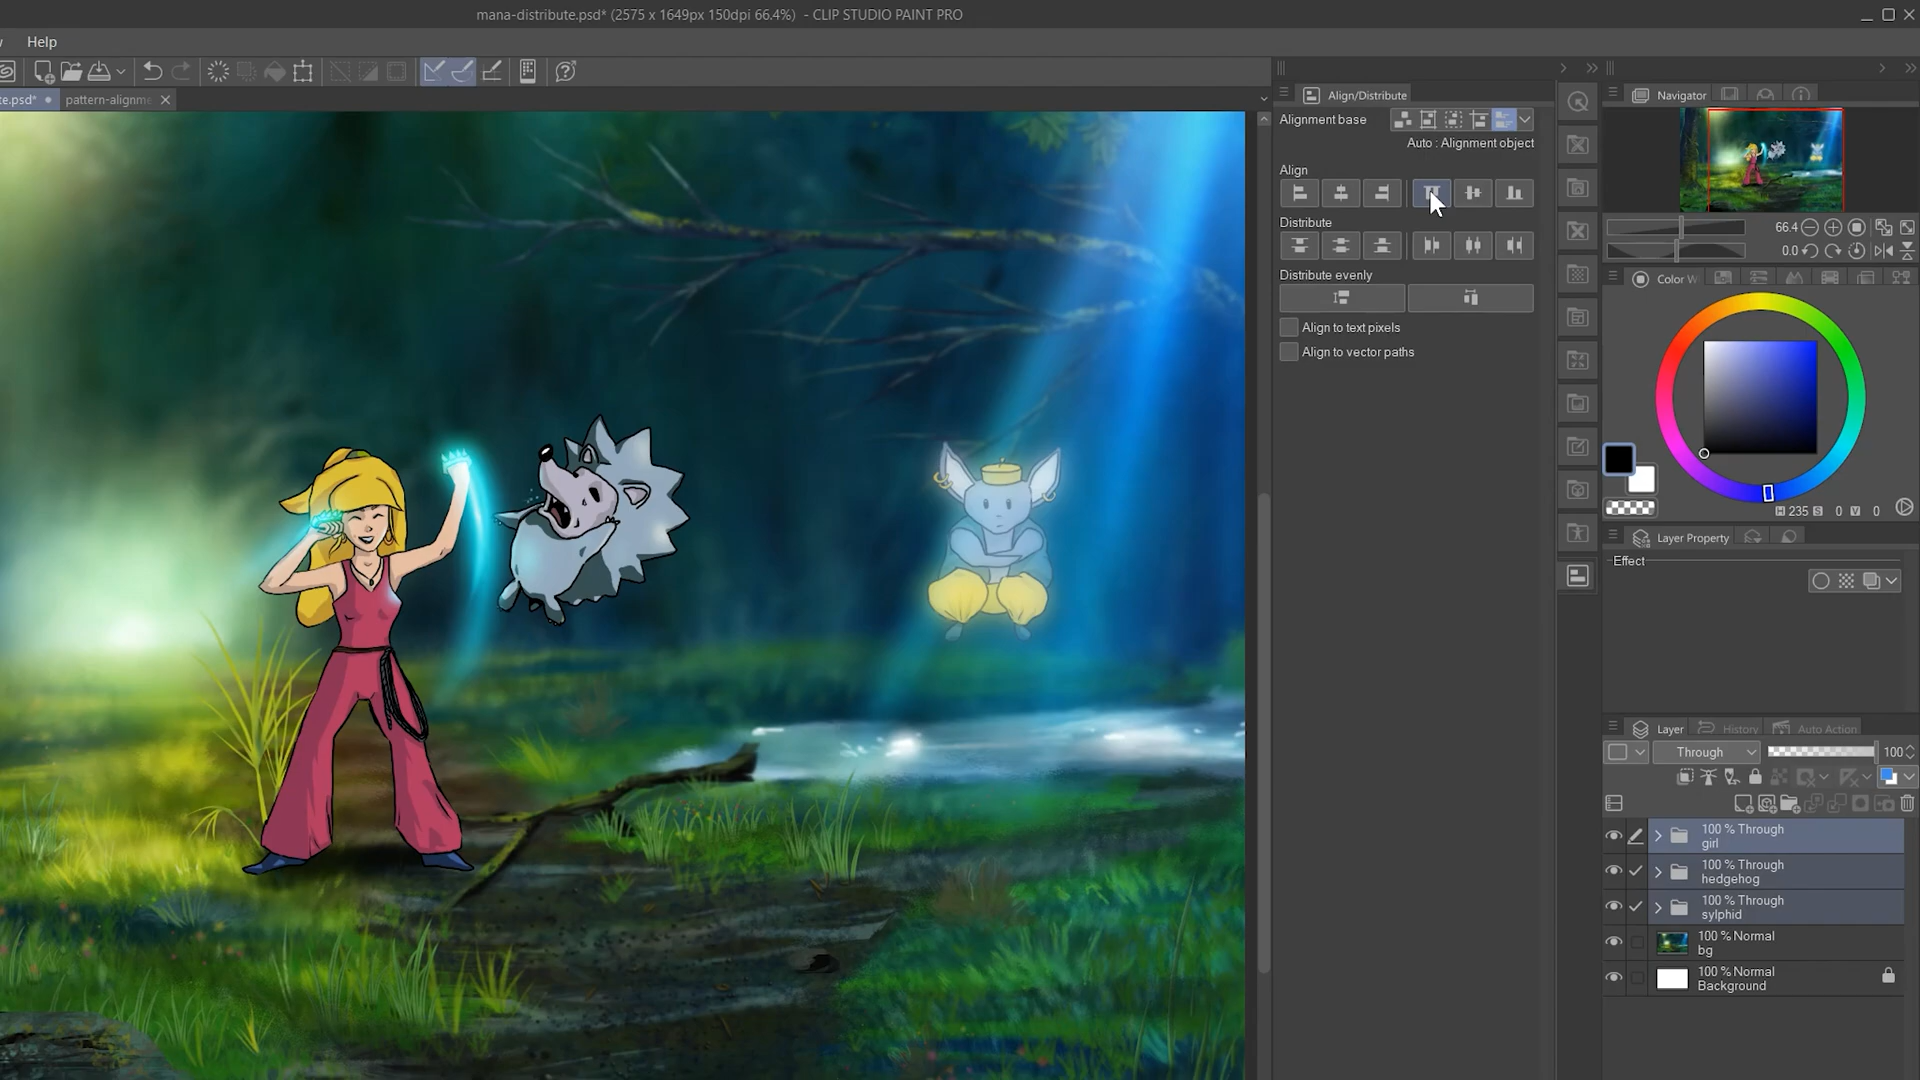 mana-distribute.psd* (2575 x 1649px 150dpi 66.4%) - CLIP STUDIO PAINT PRO
Help
te.psd*
pattern-alignme
Align/Distribute
Alignment base
Auto : Alignment object
Align
Distribute
Distribute evenly
Align to text pixels
Align to vector paths
Navigator
66.4
0.0
Color W
H 235 S 0 V 0
Layer Property
Effect
Layer
History
Auto Action
Through
100
100 % Through
girl
100 % Through
hedgehog
100 % Through
sylphid
100 % Normal
bg
100 % Normal
Background